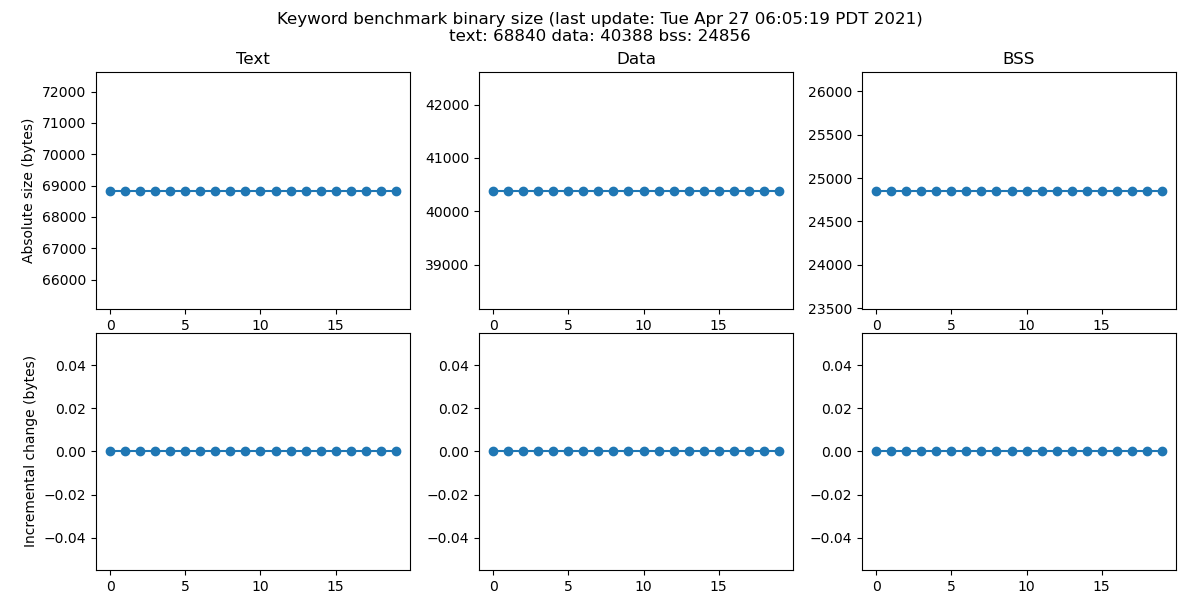 Keyword benchmark binary size (last update: Tue Apr 27 06:05:19 PDT 2021)
text: 68840 data: 40388 bss: 24856
Text
Absolute size (bytes)
72000
71000
70000
69000
68000
67000
66000
0 5 10 15
Data
42000
41000
40000
39000
0 5 10 15
BSS
26000
25500
25000
24500
24000
23500
0 5 10 15
Incremental change (bytes)
0.04
0.02
0.00
−0.02
−0.04
0 5 10 15
0.04
0.02
0.00
−0.02
−0.04
0 5 10 15
0.04
0.02
0.00
−0.02
−0.04
0 5 10 15